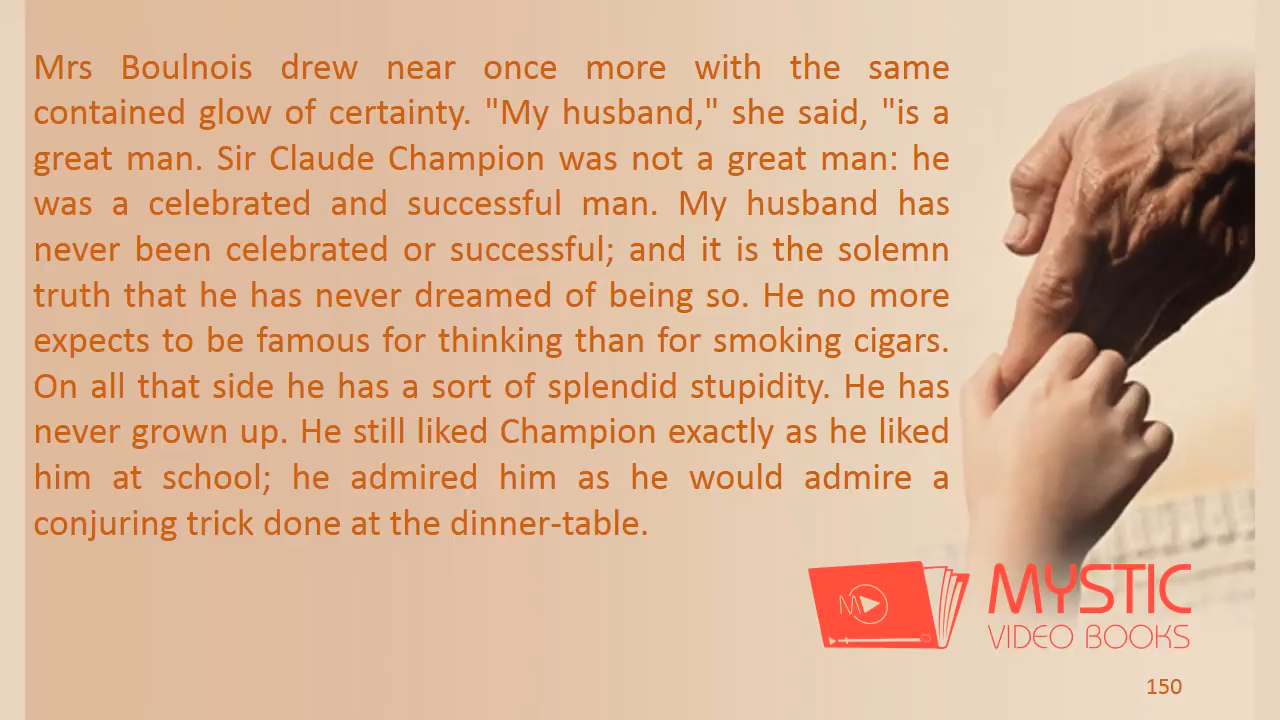 Mrs Boulnois drew near once more with the same
contained glow of certainty. "My husband," she said, "is a
great man. Sir Claude Champion was not a great man: he
was a celebrated and successful man. My husband has
never been celebrated or successful; and it is the solemn
truth that he has never dreamed of being so. He no more
expects to be famous for thinking than for smoking cigars.
On all that side he has a sort of splendid stupidity. He has
never grown up. He still liked Champion exactly as he liked
him at school; he admired him as he would admire a
conjuring trick done at the dinner-table.
M
MYSTIC
VIDEO BOOKS
150